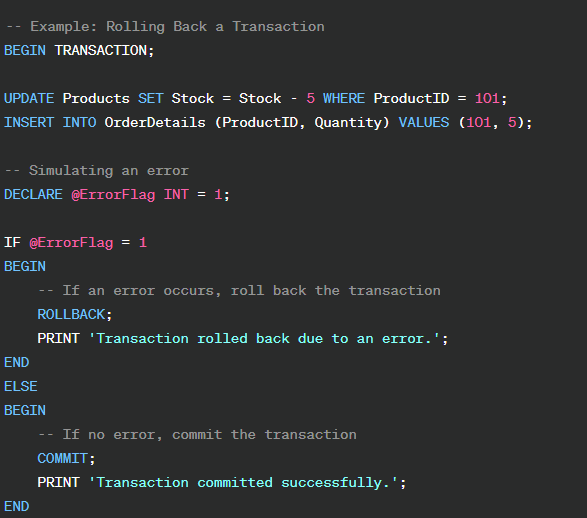 -- Example: Rolling Back a Transaction
BEGIN TRANSACTION;

UPDATE Products SET Stock = Stock - 5 WHERE ProductID = 101;
INSERT INTO OrderDetails (ProductID, Quantity) VALUES (101, 5);

-- Simulating an error
DECLARE @ErrorFlag INT = 1;

IF @ErrorFlag = 1
BEGIN
    -- If an error occurs, roll back the transaction
    ROLLBACK;
    PRINT 'Transaction rolled back due to an error.';
END
ELSE
BEGIN
    -- If no error, commit the transaction
    COMMIT;
    PRINT 'Transaction committed successfully.';
END